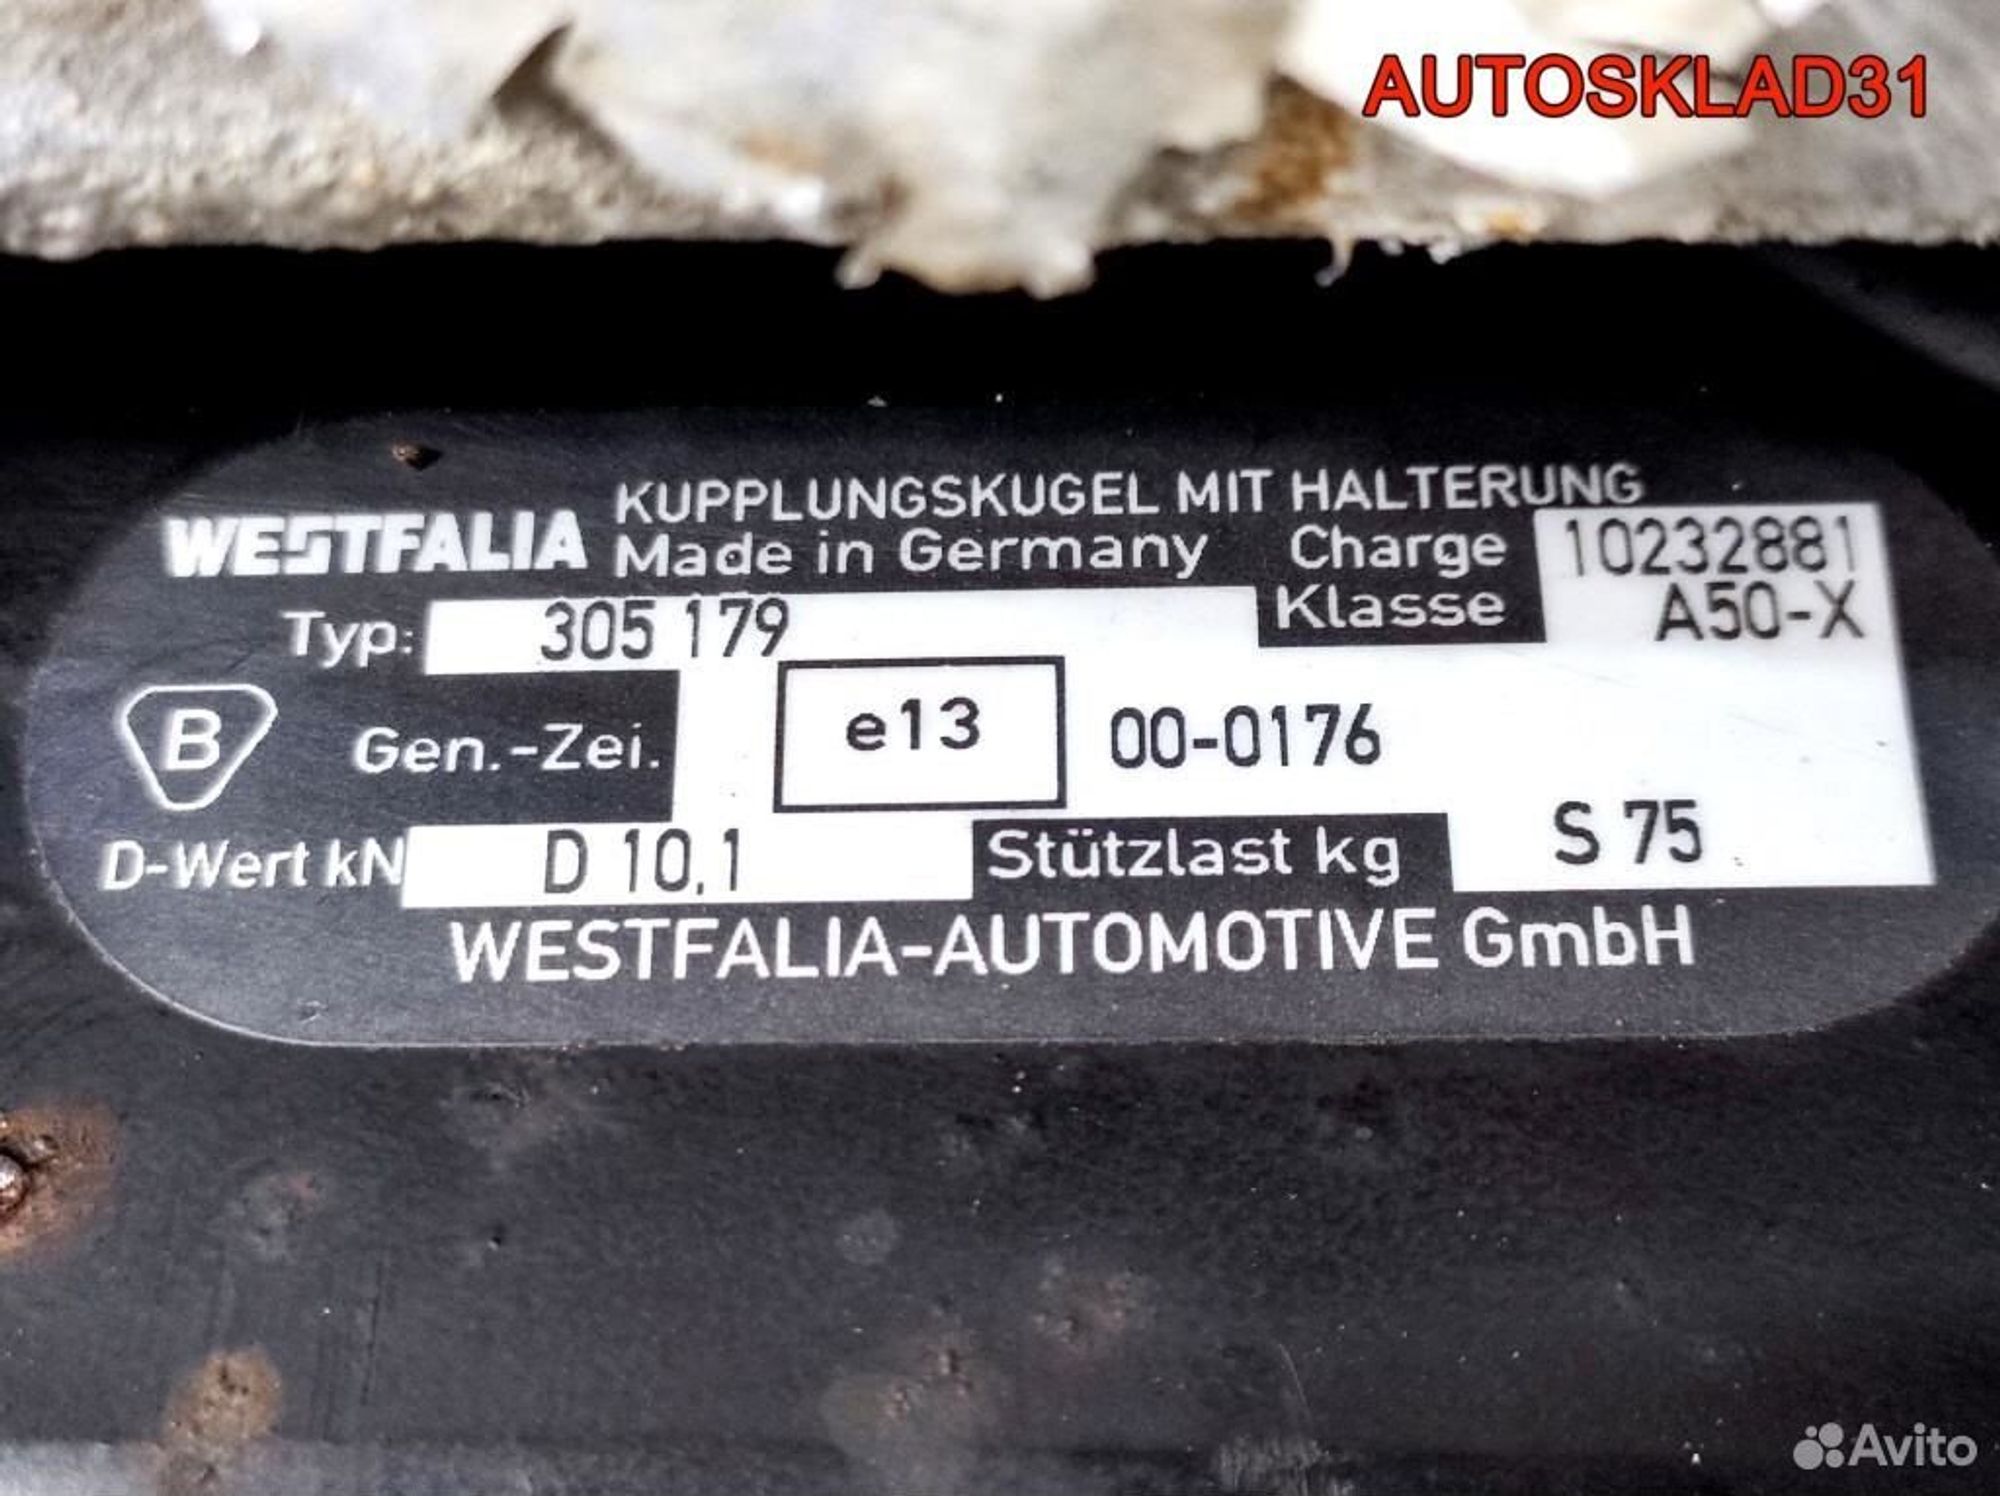 AUTOSKLAD31
WESTFALIA KUPPLUNGSKUGEL MIT HALTERUNG
Made in Germany Charge 10232881
Typ: 305 179 Klasse A50-X
B Gen.-Zei. e13 00-0176
D-Wert kN D 10,1 Stützlast kg S 75
WESTFALIA-AUTOMOTIVE GmbH
Avito